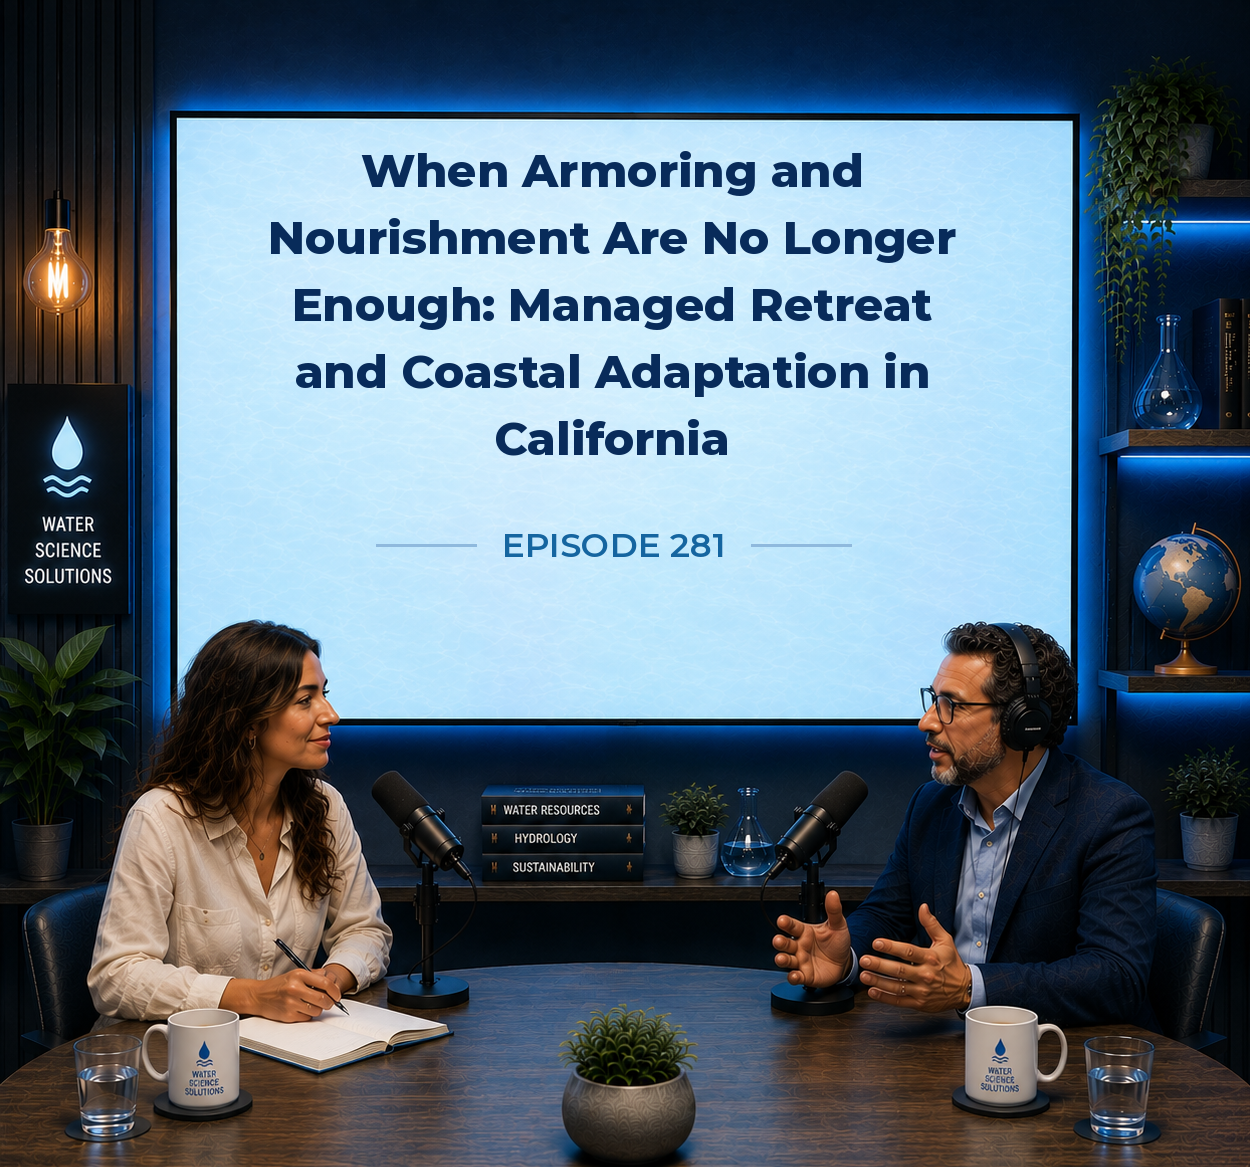 When Armoring and
Nourishment Are No Longer
Enough: Managed Retreat
and Coastal Adaptation in
California
EPISODE 281
WATER
SCIENCE
SOLUTIONS
WATER RESOURCES
HYDROLOGY
SUSTAINABILITY
WATER
SCIENCE
SOLUTIONS
WATER
SCIENCE
SOLUTIONS